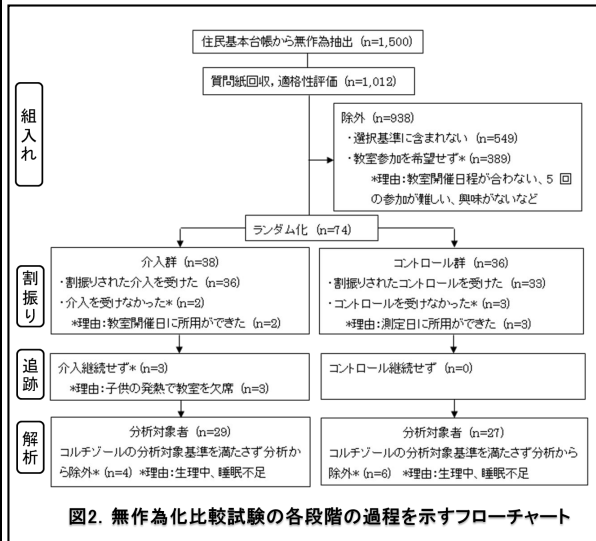 住民基本台帳から無作為抽出 (n=1,500)
質問紙回収,適格性評価 (n=1,012)
組入れ
除外 (n=938)
・選択基準に含まれない (n=549)
・教室参加を希望せず* (n=389)
*理由:教室開催日程が合わない、5 回
の参加が難しい、興味がないなど
ランダム化 (n=74)
割振り
介入群 (n=38)
・割振りされた介入を受けた (n=36)
・介入を受けなかった* (n=2)
*理由:教室開催日に所用ができた (n=2)
コントロール群 (n=36)
・割振りされたコントロールを受けた (n=33)
・コントロールを受けなかった* (n=3)
*理由:測定日に所用ができた (n=3)
追跡
介入継続せず* (n=3)
*理由:子供の発熱で教室を欠席 (n=3)
コントロール継続せず (n=0)
解析
分析対象者 (n=29)
コルチゾールの分析対象基準を満たさず分析か
ら除外* (n=4) *理由:生理中、睡眠不足
分析対象者 (n=27)
コルチゾールの分析対象基準を満たさず分析から
除外* (n=6) *理由:生理中、睡眠不足
図2. 無作為化比較試験の各段階の過程を示すフローチャート